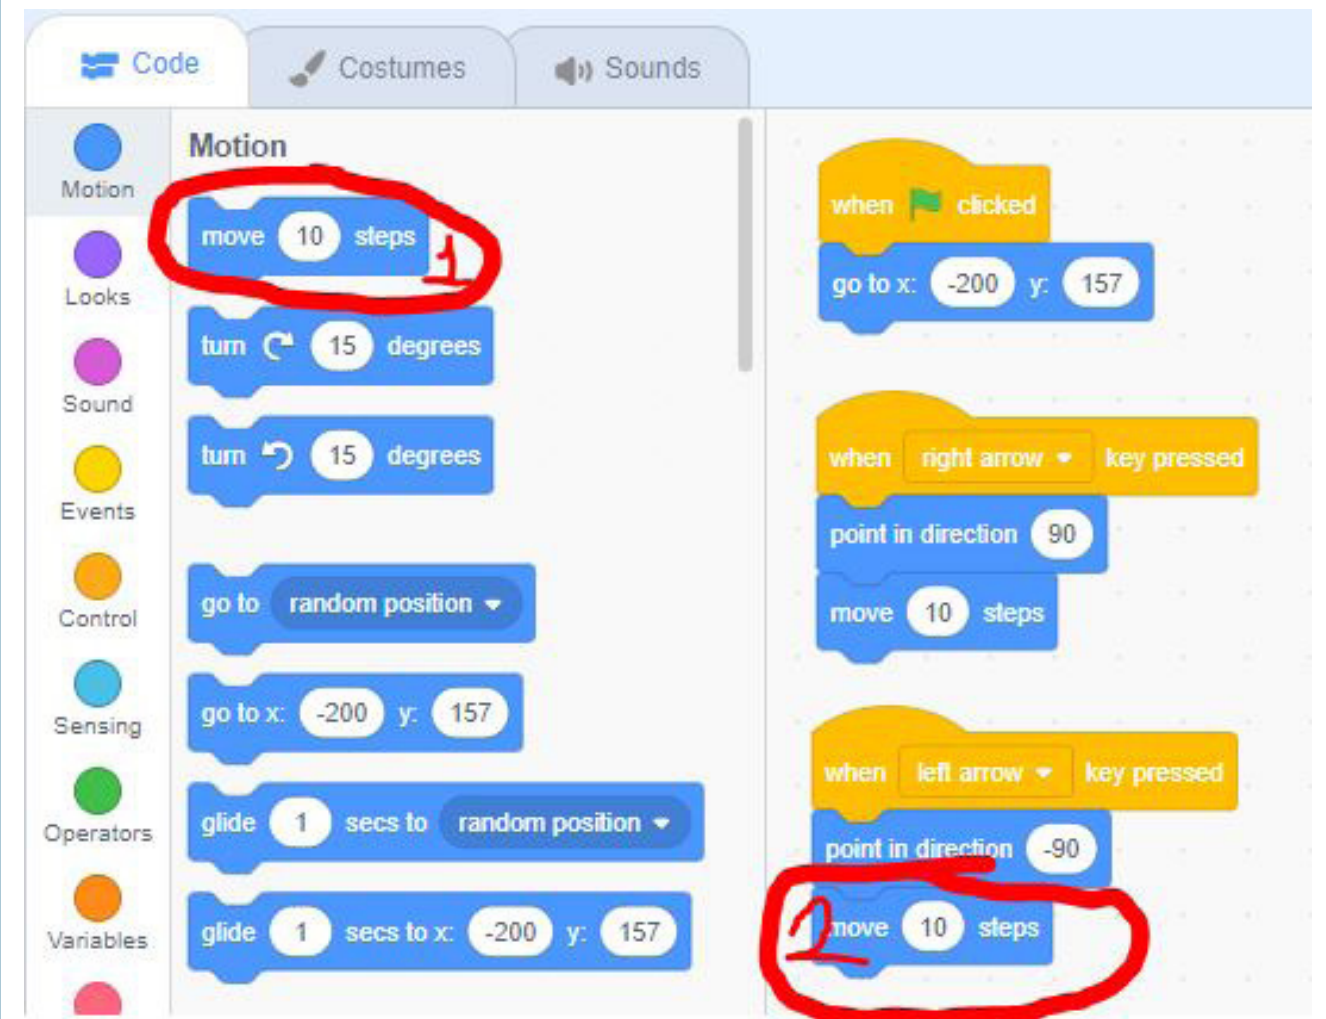 Code
Costumes
Sounds
Motion
Looks
Sound
Events
Control
Sensing
Operators
Variables
Motion
move 10 steps
1
turn 15 degrees
turn 15 degrees
go to random position
go to x: -200 y: 157
glide 1 secs to random position
glide 1 secs to x: -200 y: 157
when clicked
go to x: -200 y: 157
when right arrow key pressed
point in direction 90
move 10 steps
when left arrow key pressed
point in direction -90
2
move 10 steps